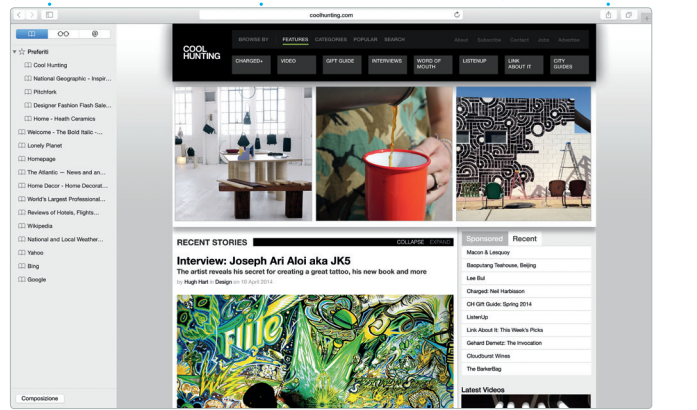 coolhunting.com
@
Preferiti
Cool Hunting
National Geographic - Inspir...
Pitchfork
Designer Fashion Flash Sale...
Home - Heath Ceramics
Welcome - The Bold Italic -...
Lonely Planet
Homepage
The Atlantic — News and an...
Home Decor - Home Decorat...
World's Largest Professional...
Reviews of Hotels, Flights...
Wikipedia
National and Local Weather...
Yahoo
Bing
Google
Composizione
COOL
HUNTING
BROWSE BY FEATURES CATEGORIES POPULAR SEARCH
About Subscribe Contact Jobs Advertise
CHARGED+ VIDEO GIFT GUIDE INTERVIEWS WORD OF MOUTH LISTENUP LINK ABOUT IT CITY GUIDES
RECENT STORIES COLLAPSE EXPAND
Interview: Joseph Ari Aloi aka JK5
The artist reveals his secret for creating a great tattoo, his new book and more
by Hugh Hart in Design on 16 April 2014
Sponsored Recent
Macon & Lesquoy
Baoputang Teahouse, Beijing
Lee Bul
Charged: Neil Harbisson
CH Gift Guide: Spring 2014
ListenUp
Link About It: This Week's Picks
Gehard Demetz: The Invocation
Cloudburst Wines
The BarkerBag
Latest Videos